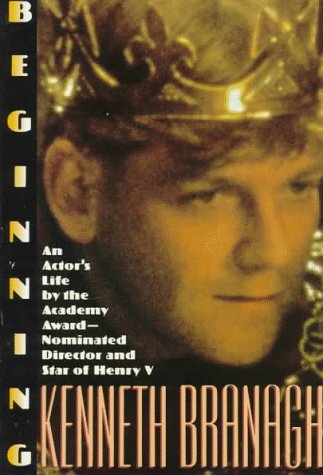 BEGINNING
An
Actor's
Life
by the
Academy
Award—
Nominated
Director and
Star of Henry V
KENNETH BRANAGH